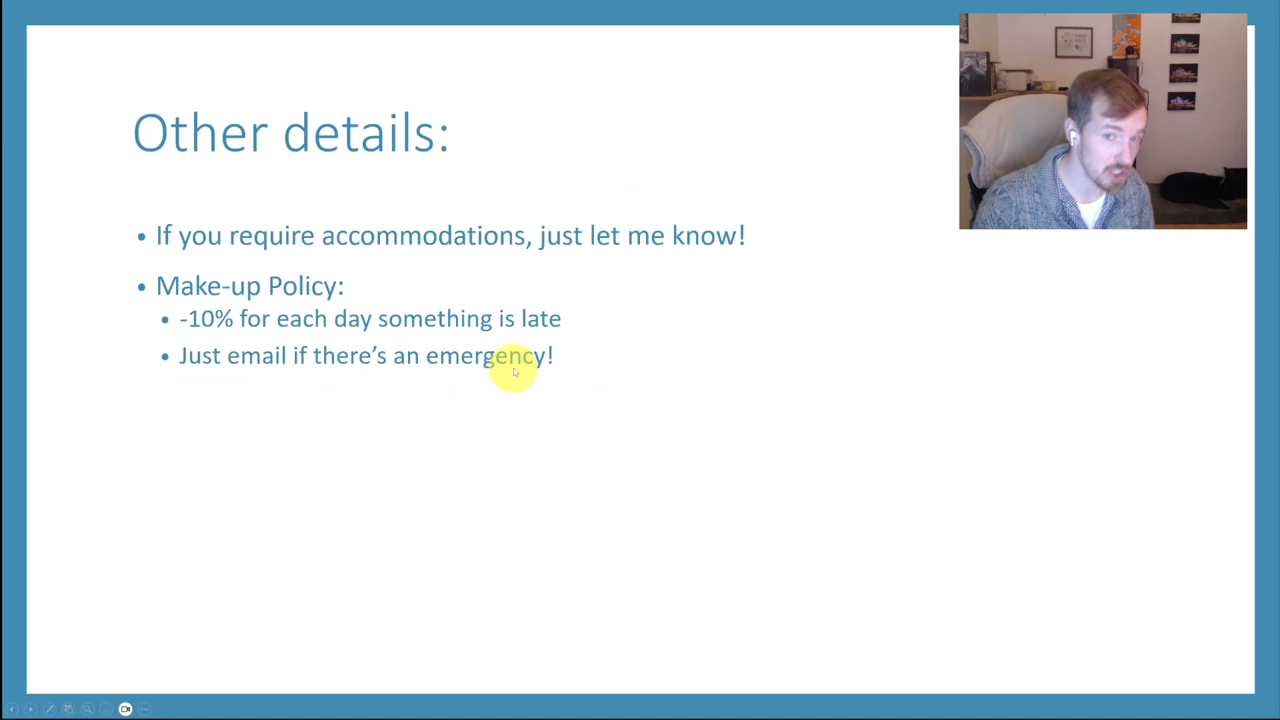 Other details:
• If you require accommodations, just let me know!
• Make-up Policy:
• -10% for each day something is late
• Just email if there’s an emergency!